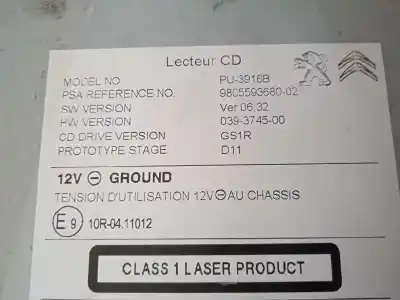 Lecteur CD
MODEL NO PU-3916B
PSA REFERENCE NO. 9805593680-02
SW VERSION Ver 06,32
HW VERSION 039-3745-00
CD DRIVE VERSION GS1R
PROTOTYPE STAGE D11
12V ⊖ GROUND
TENSION D'UTILISATION 12V⊖AU CHASSIS
E9 10R-04.11012
CLASS 1 LASER PRODUCT